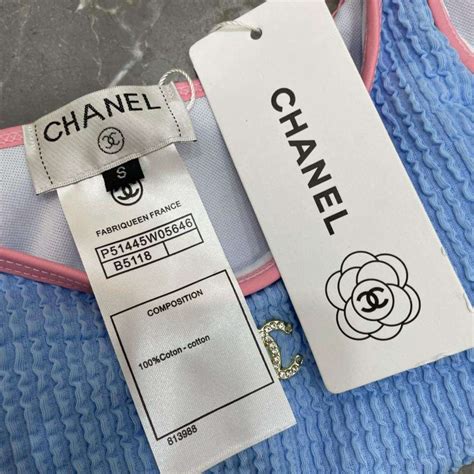 CHANEL
S
FABRIQUEEN FRANCE
P51445W05646
B5118
COMPOSITION
100%Coton - cotton
813988
CHANEL